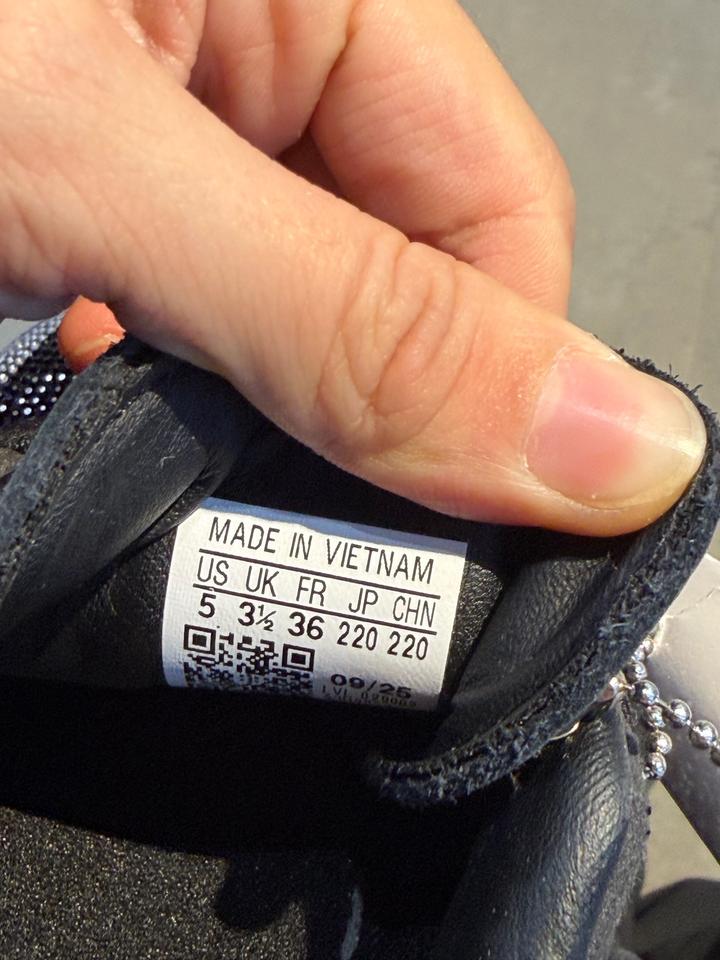 MADE IN VIETNAM
US UK FR JP CHN
5 3½ 36 220 220
09/25